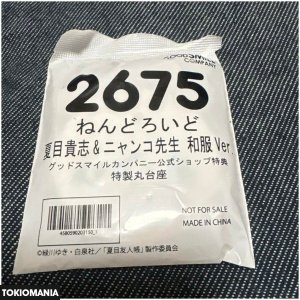 GOOD SMILE
COMPANY
2675
ねんどろいど
夏目貴志&ニャンコ先生 和服Ver
グッドスマイルカンパニー公式ショップ特典
特製丸台座
NOT FOR SALE
MADE IN CHINA
©緑川ゆき・白泉社/「夏目友人帳」製作委員会
TOKIOMANIA